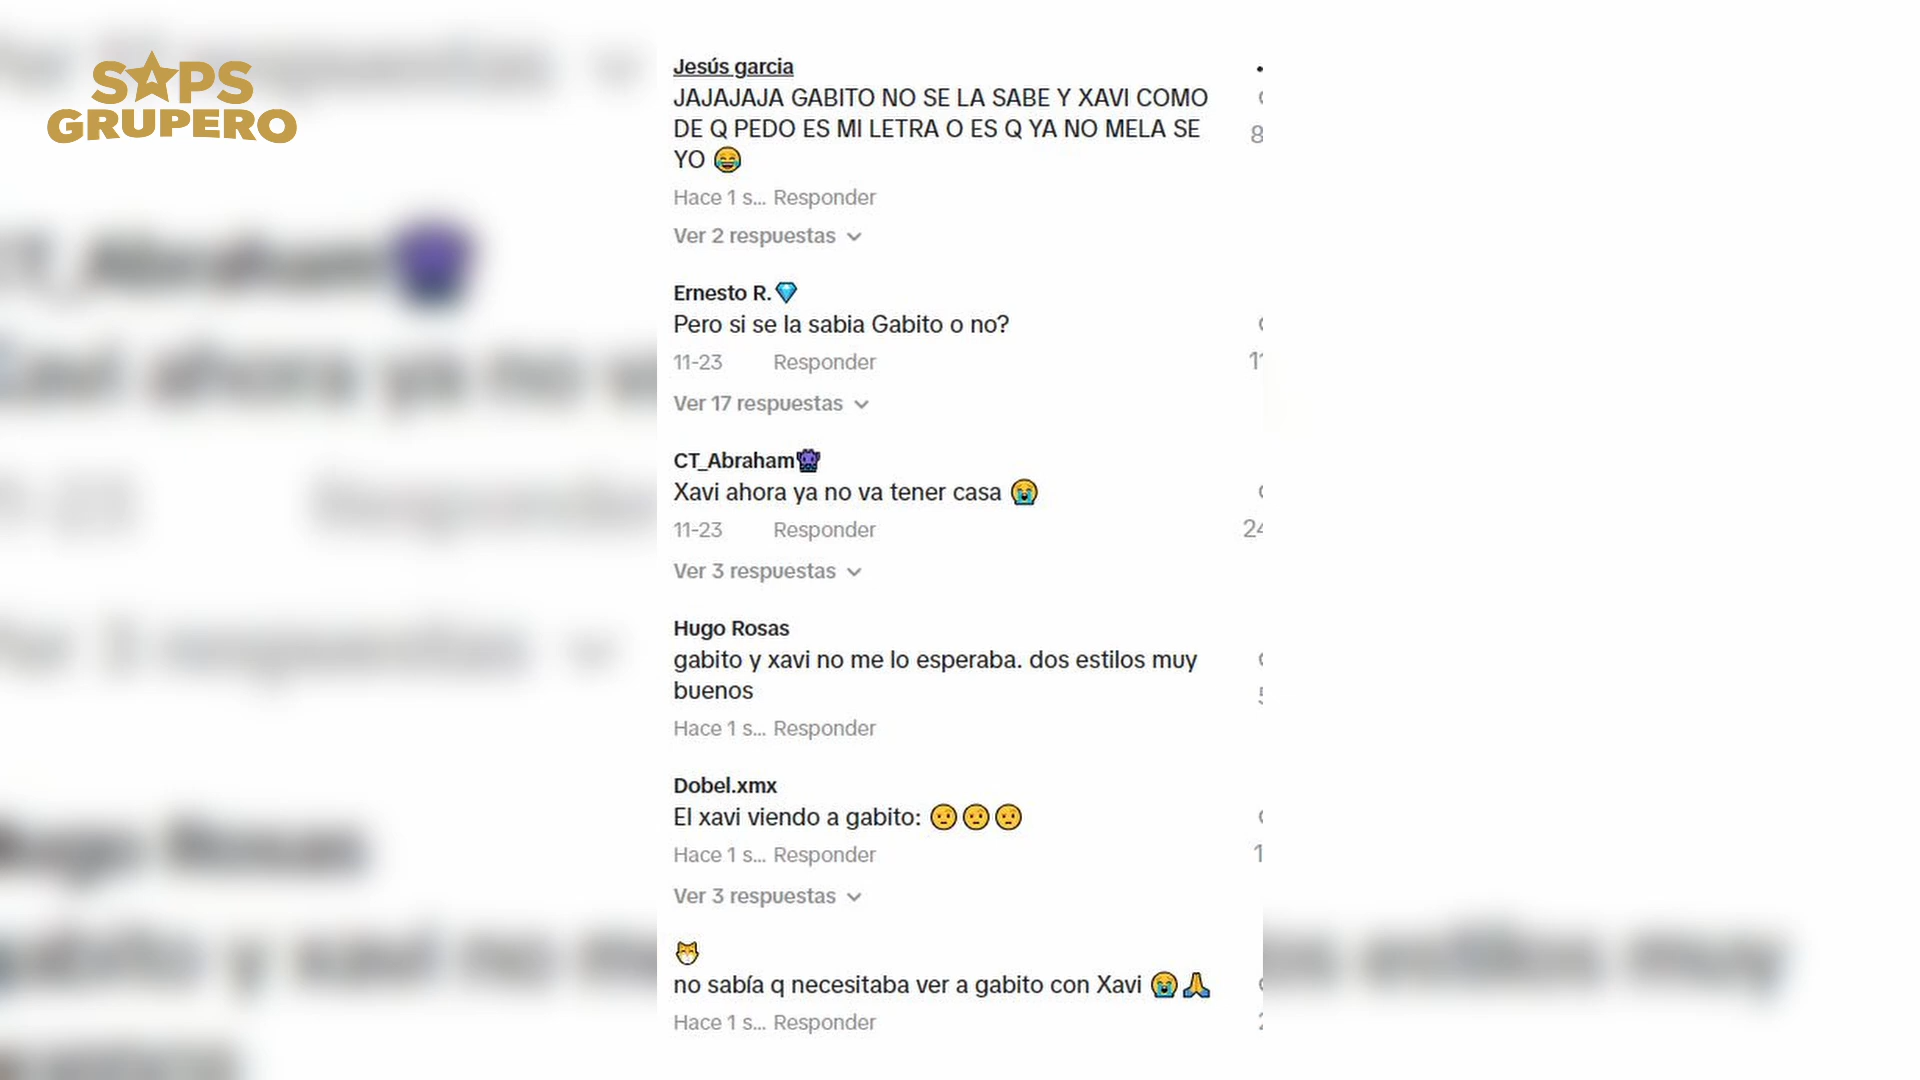 SAPS
GRUPERO
Jesús garcia
JAJAJAJA GABITO NO SE LA SABE Y XAVI COMO
DE Q PEDO ES MI LETRA O ES Q YA NO MELA SE
YO 😂
8
Hace 1 s... Responder
Ver 2 respuestas
Ernesto R.💎
Pero si se la sabia Gabito o no?
11-23 Responder
Ver 17 respuestas
CT_Abraham👾
Xavi ahora ya no va tener casa 😭
11-23 Responder
Ver 3 respuestas
Hugo Rosas
gabito y xavi no me lo esperaba. dos estilos muy
buenos
Hace 1 s... Responder
Dobel.xmx
El xavi viendo a gabito: 🤨🤨🤨
Hace 1 s... Responder
1
Ver 3 respuestas
🐱
no sabía q necesitaba ver a gabito con Xavi 😭🙏
Hace 1 s... Responder